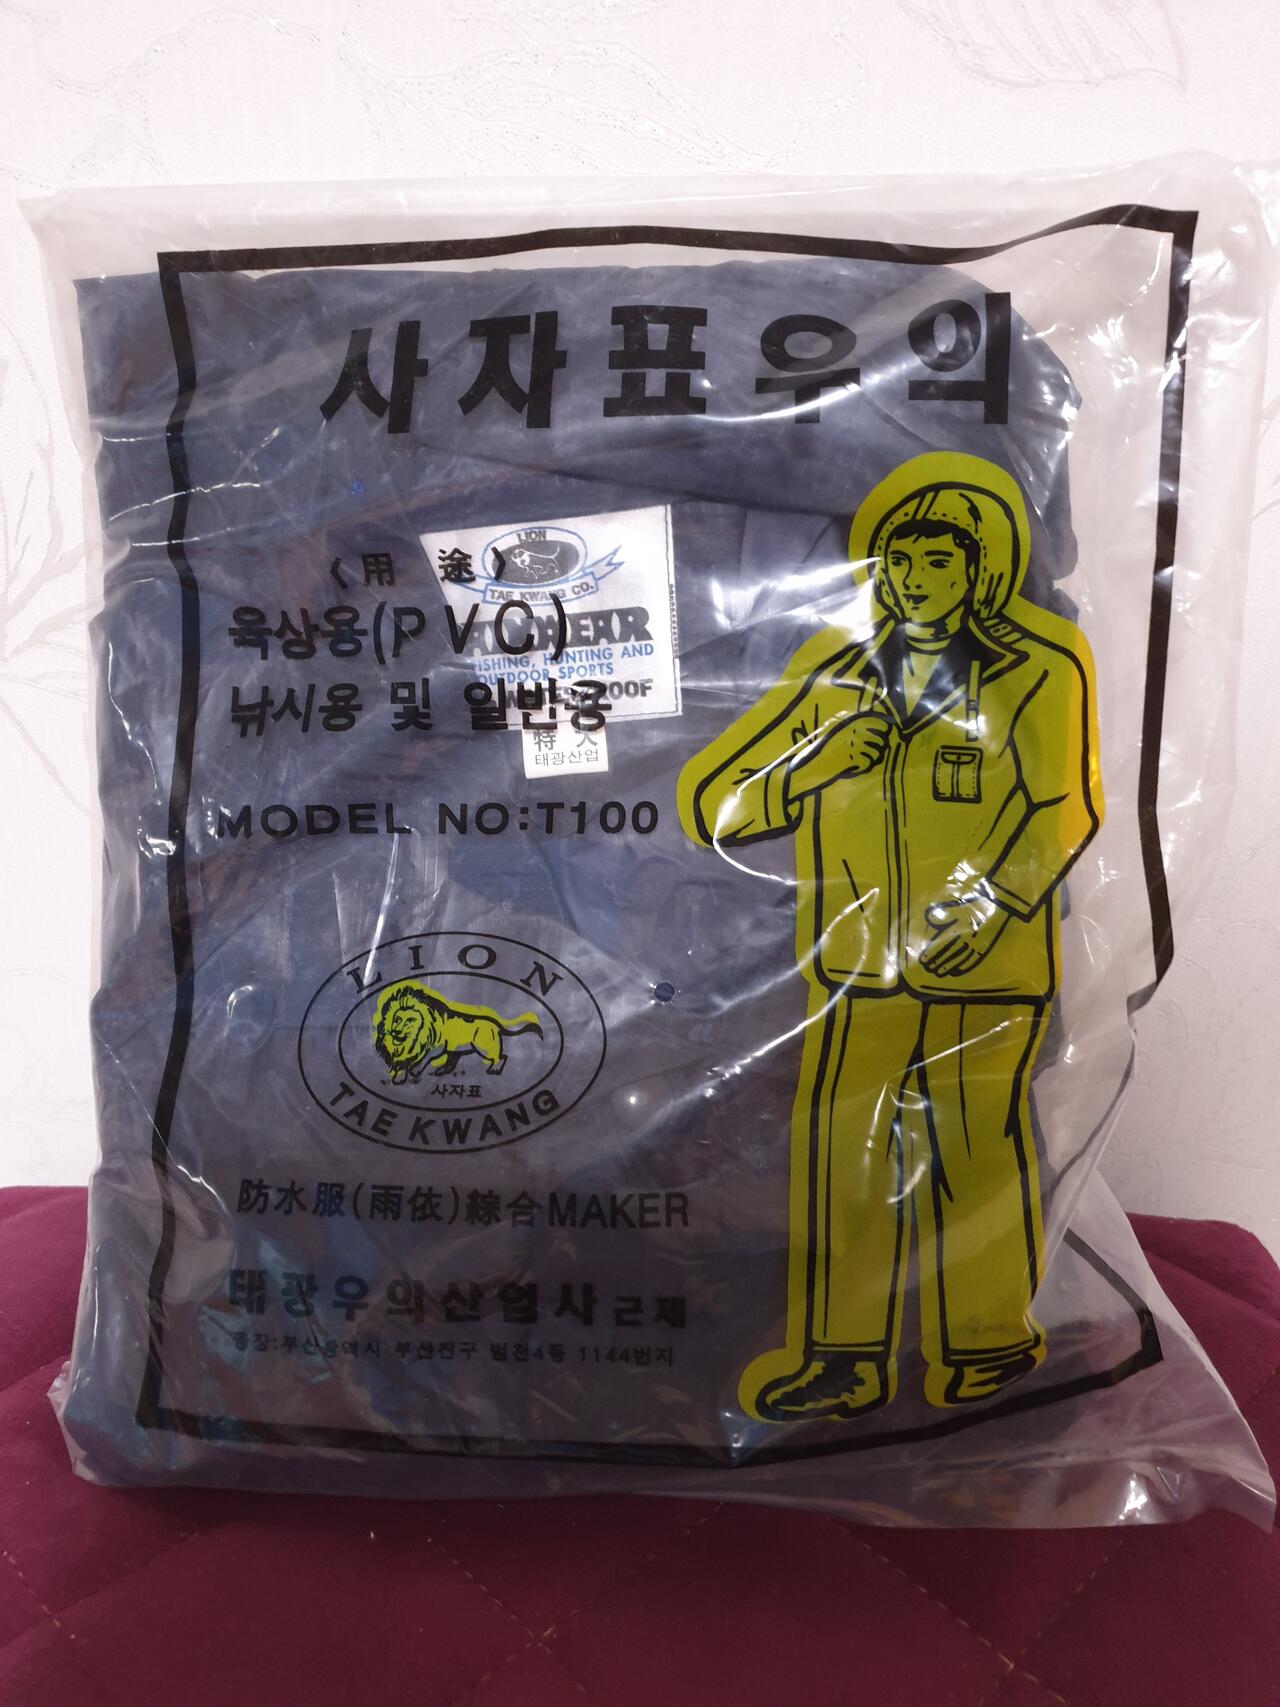 사자표우의
〈用 途〉
육상용(PVC)
낚시용 및 일반용
MODEL NO:T100
LION
TAE KWANG CO.
FISHING, HUNTING AND
OUTDOOR SPORTS
特 大
태광산업
LION
사자표
TAE KWANG
防水服(雨依)綜合MAKER
태광우의산업사 근제
공장:부산광역시 부산진구 범천4동 1144번지